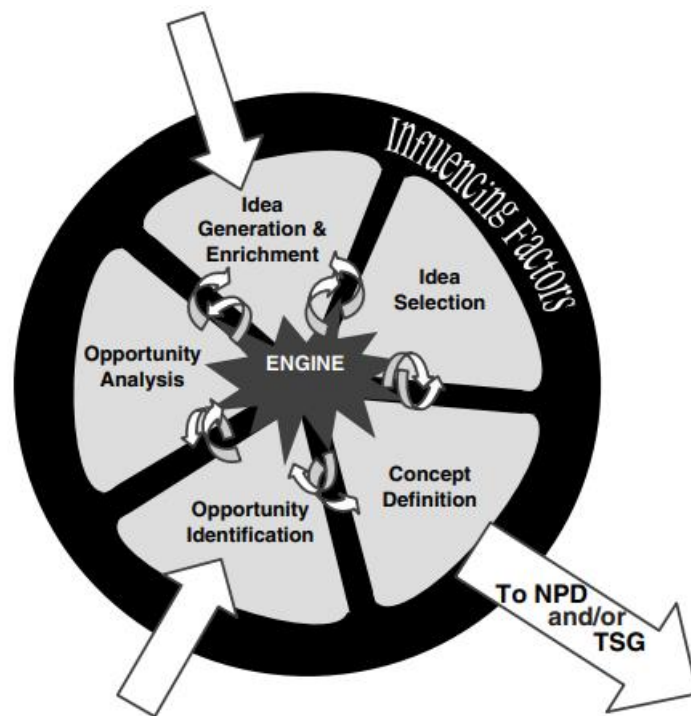 Influencing Factors
Idea
Generation &
Enrichment
Idea
Selection
Opportunity
Analysis
ENGINE
Concept
Definition
Opportunity
Identification
To NPD
and/or
TSG